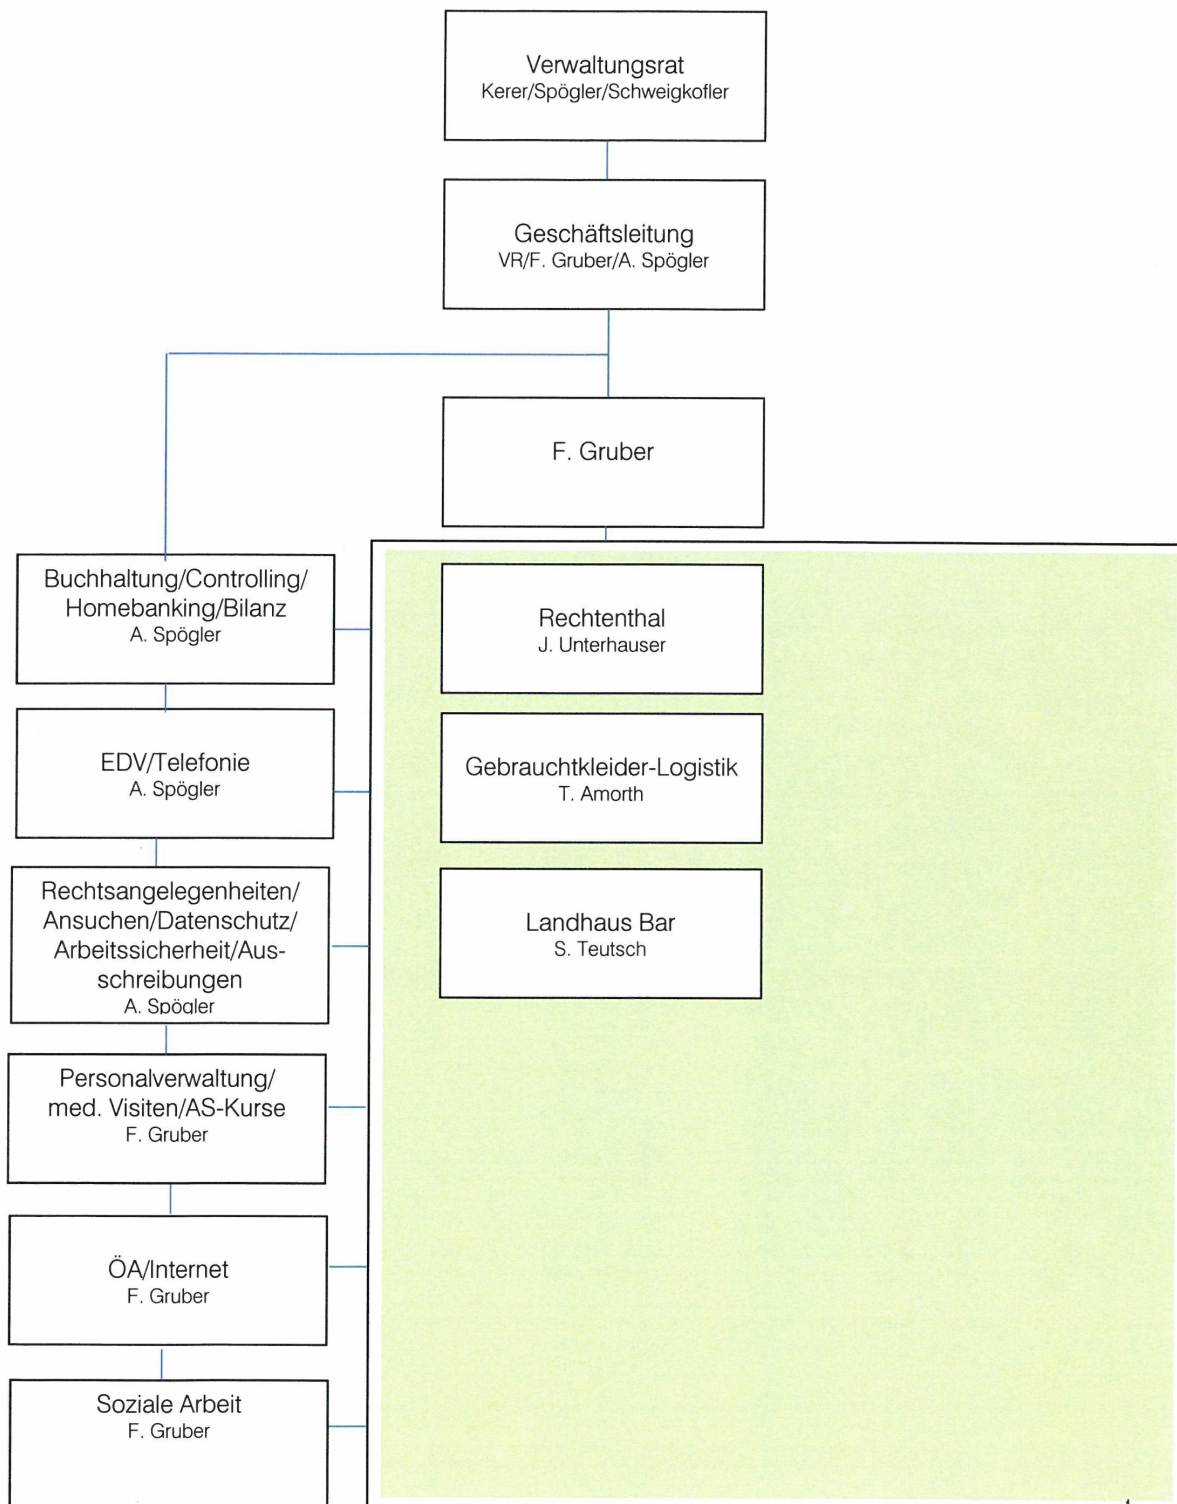 Verwaltungsrat
Kerer/Spögler/Schweigkofler
Geschäftsleitung
VR/F. Gruber/A. Spögler
F. Gruber
Buchhaltung/Controlling/
Homebanking/Bilanz
A. Spögler
EDV/Telefonie
A. Spögler
Rechtsangelegenheiten/
Ansuchen/Datenschutz/
Arbeitssicherheit/Aus-
schreibungen
A. Spögler
Personalverwaltung/
med. Visiten/AS-Kurse
F. Gruber
ÖA/Internet
F. Gruber
Soziale Arbeit
F. Gruber
Rechtenthal
J. Unterhauser
Gebrauchtkleider-Logistik
T. Amorth
Landhaus Bar
S. Teutsch